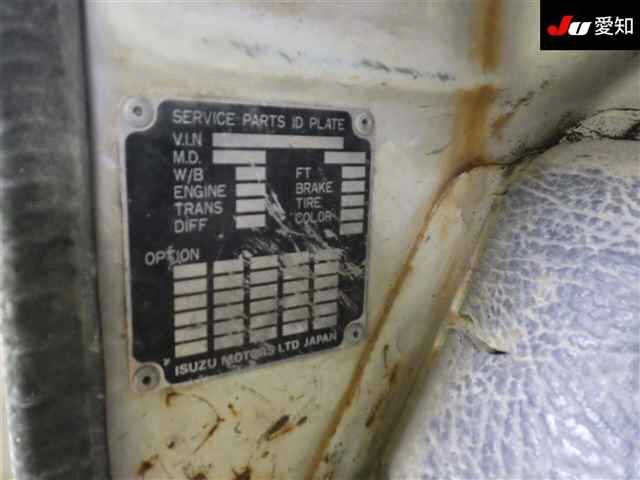 JU 愛知
SERVICE PARTS ID PLATE
V.I.N
M.D.
W/B FT
ENGINE BRAKE
TRANS TIRE
DIFF COLOR
OPTION
ISUZU MOTORS LTD JAPAN